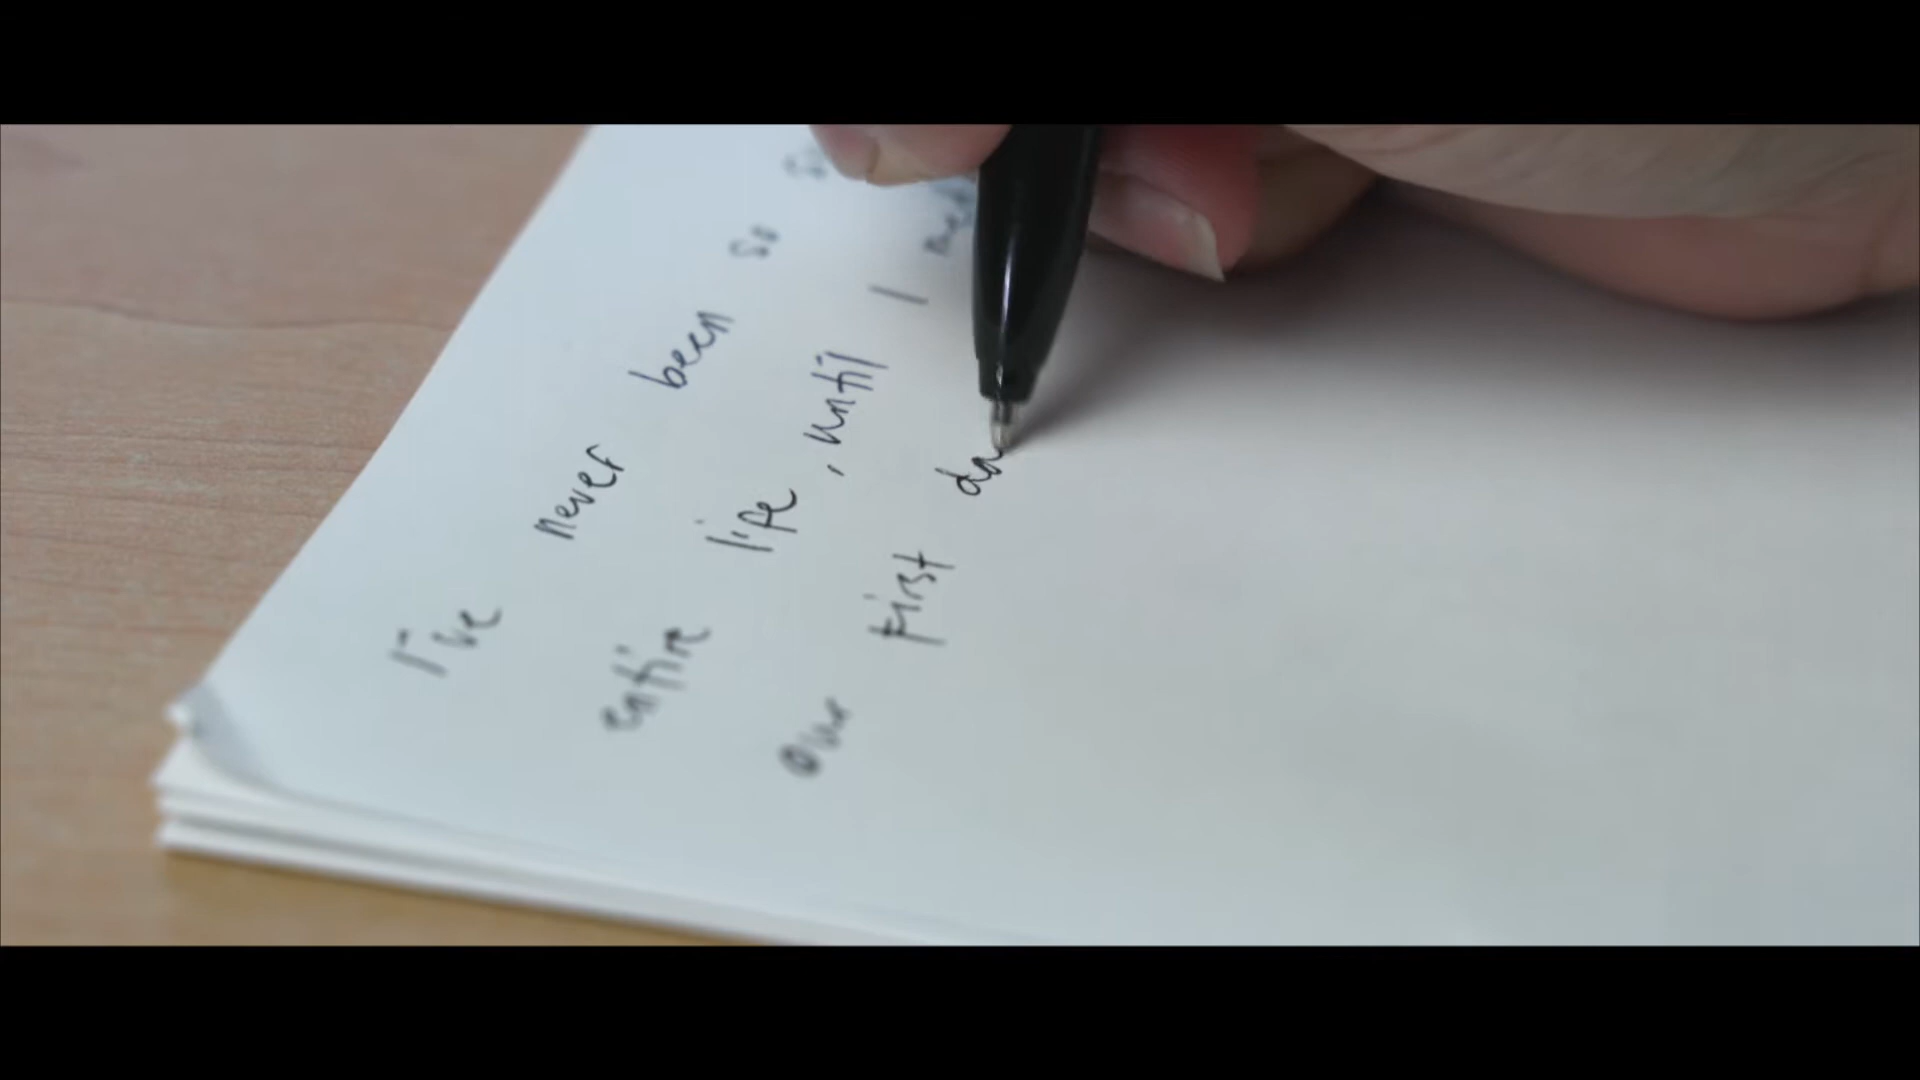 I've never been so
entire life, until I
our first da